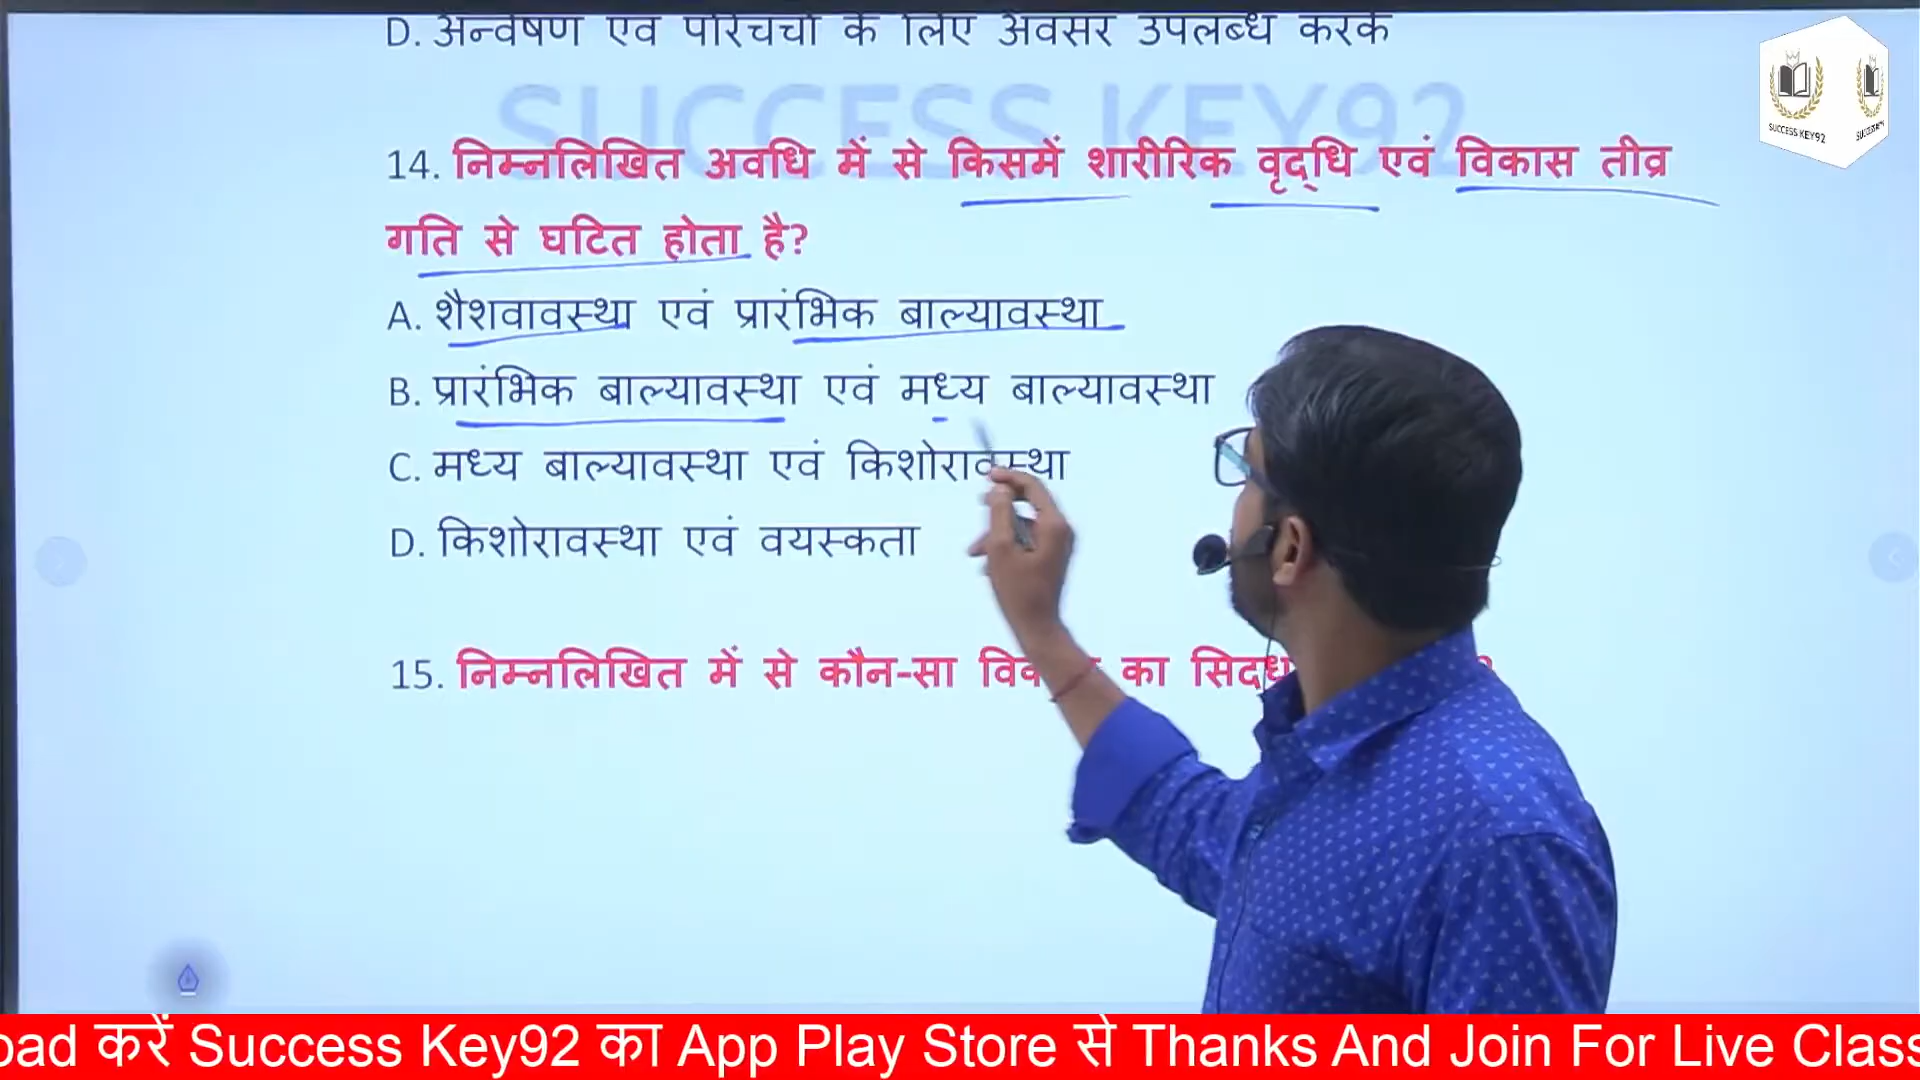 D. अन्वेषण एवं परिचर्चा के लिए अवसर उपलब्ध करके
SUCCESS KEY92
14. निम्नलिखित अवधि में से किसमें शारीरिक वृद्धि एवं विकास तीव्र
गति से घटित होता है?
A. शैशवावस्था एवं प्रारंभिक बाल्यावस्था
B. प्रारंभिक बाल्यावस्था एवं मध्य बाल्यावस्था
C. मध्य बाल्यावस्था एवं किशोरावस्था
D. किशोरावस्था एवं वयस्कता
15. निम्नलिखित में से कौन-सा का
SUCCESS KEY92
करें Success Key92 का App Play Store से Thanks And Join For Live Class